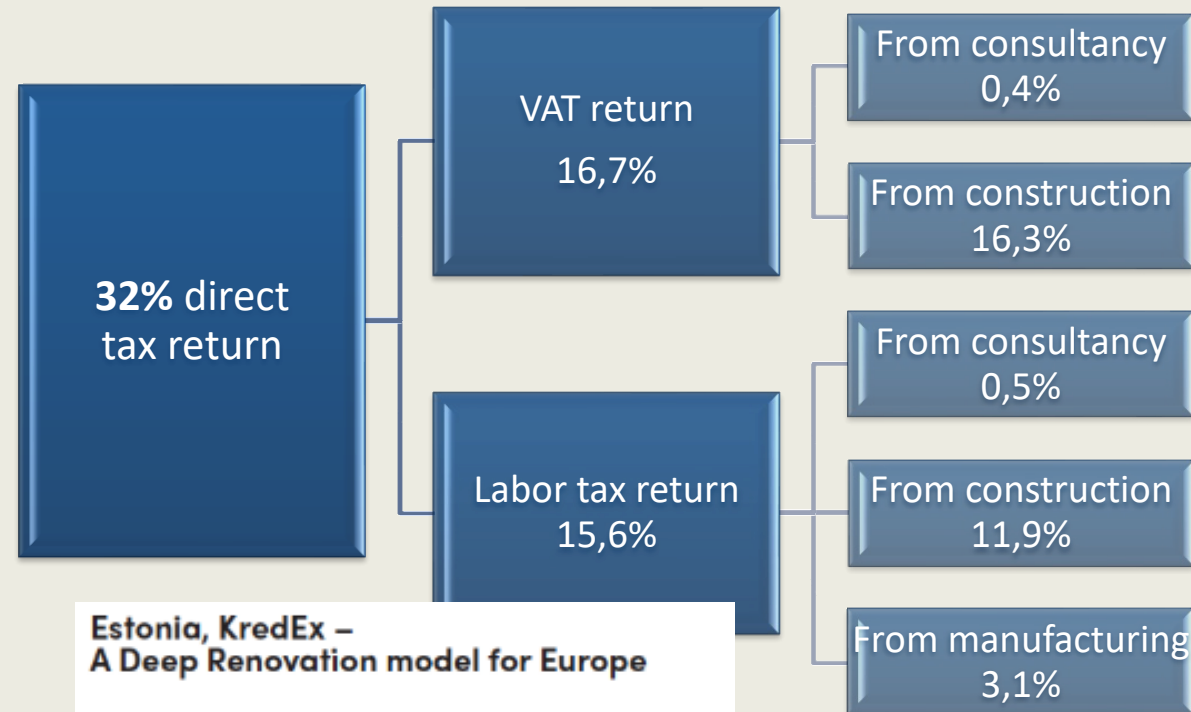 32% direct
tax return
VAT return
16,7%
From consultancy
0,4%
From construction
16,3%
Labor tax return
15,6%
From consultancy
0,5%
From construction
11,9%
From manufacturing
3,1%
Estonia, KredEx –
A Deep Renovation model for Europe